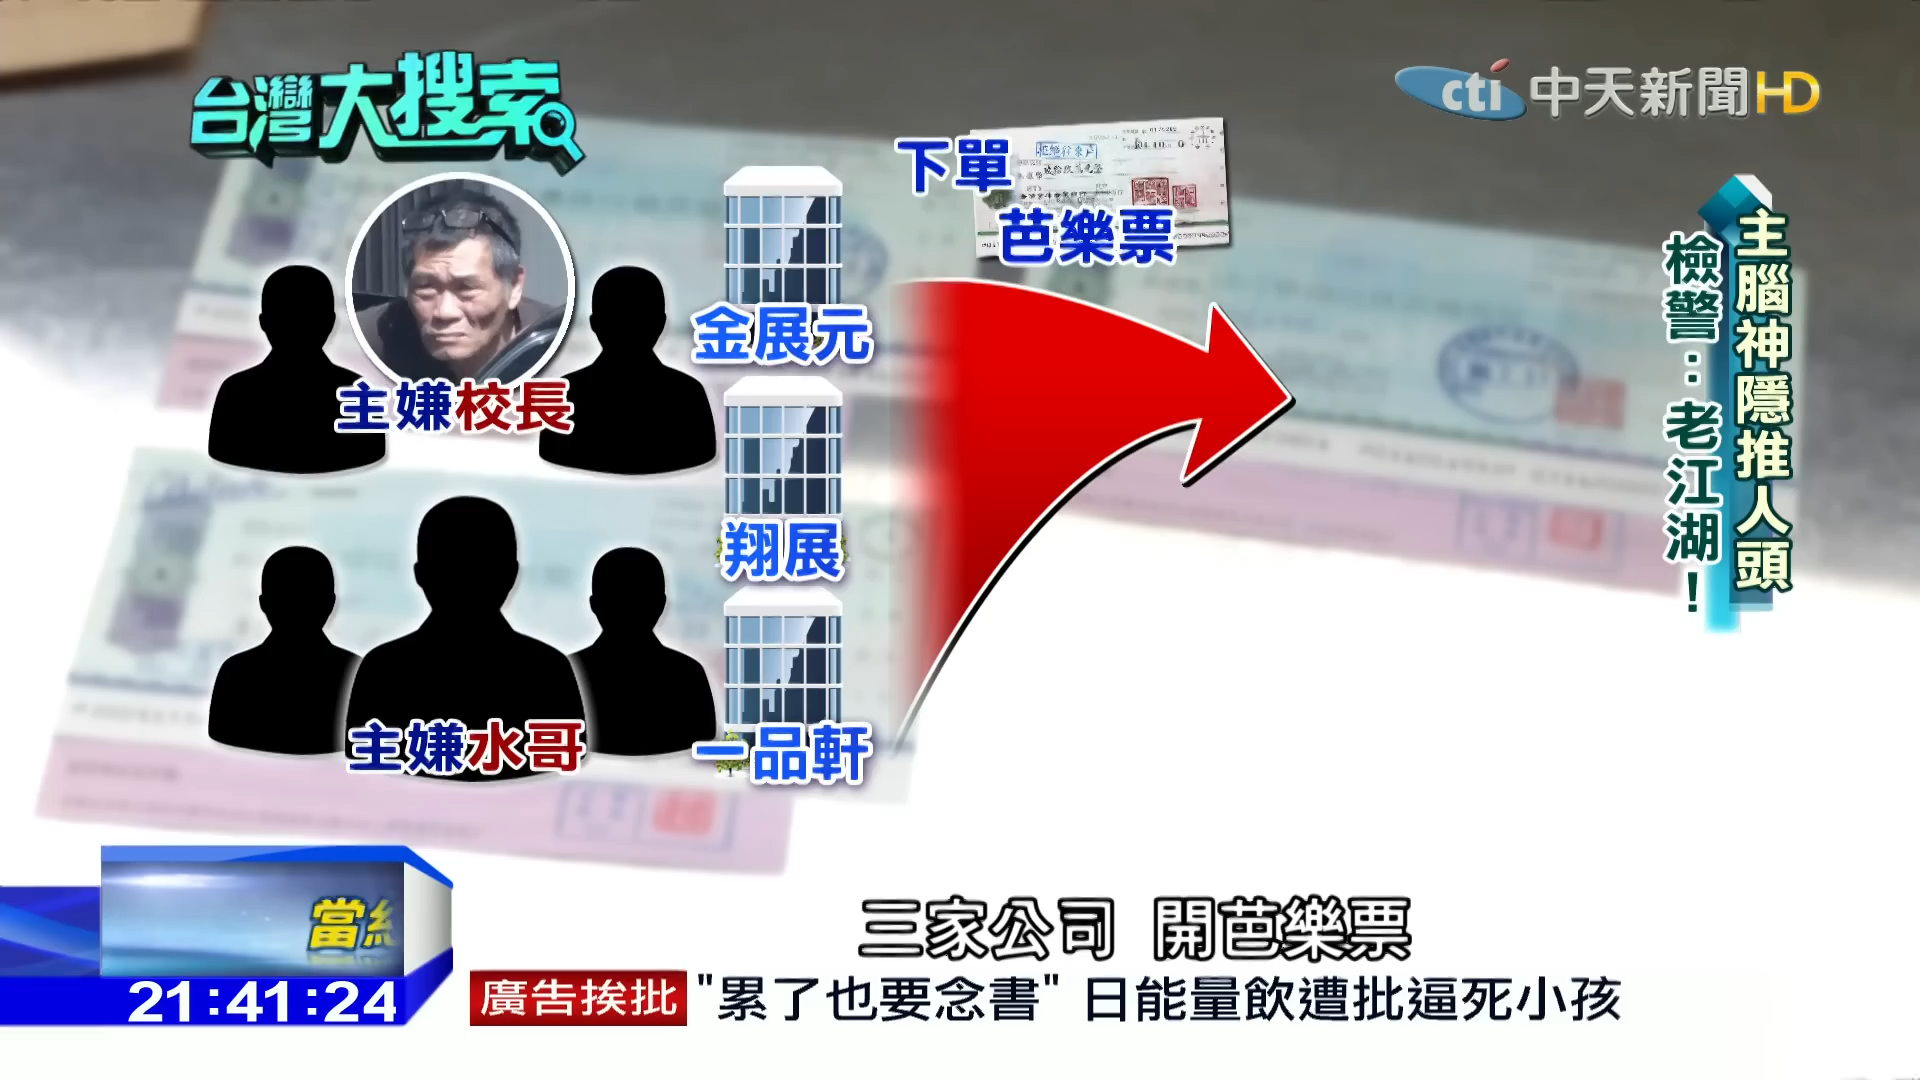 台灣大搜索
cti 中天新聞HD
下單
芭樂票
主嫌校長
金展元
翔展
主嫌水哥
一品軒
主腦神隱推人頭
檢警：老江湖！
三家公司 開芭樂票
當
21:41:24
廣告挨批 "累了也要念書" 日能量飲遭批逼死小孩